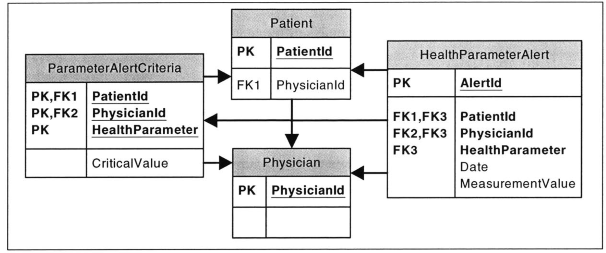 Patient
PK PatientId
FK1 PhysicianId
ParameterAlertCriteria
PK,FK1 PatientId
PK,FK2 PhysicianId
PK HealthParameter
CriticalValue
HealthParameterAlert
PK AlertId
FK1,FK3 PatientId
FK2,FK3 PhysicianId
FK3 HealthParameter
Date
MeasurementValue
Physician
PK PhysicianId